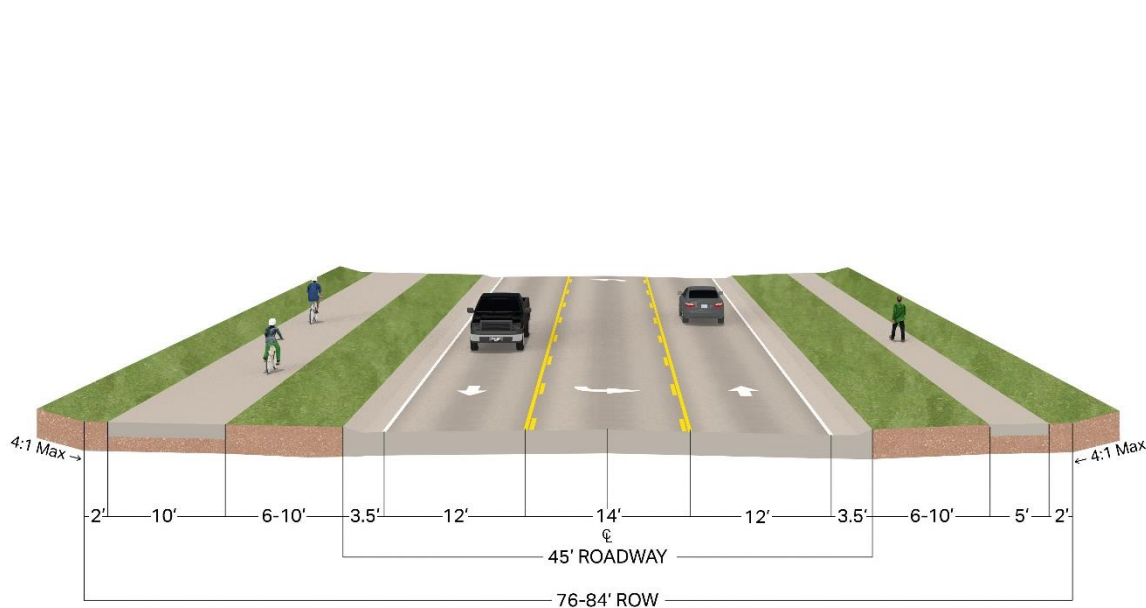 4:1 Max
4:1 Max
2' 10' 6-10' 3.5' 12' 14' 12' 3.5' 6-10' 5' 2'
℄
45' ROADWAY
76-84' ROW